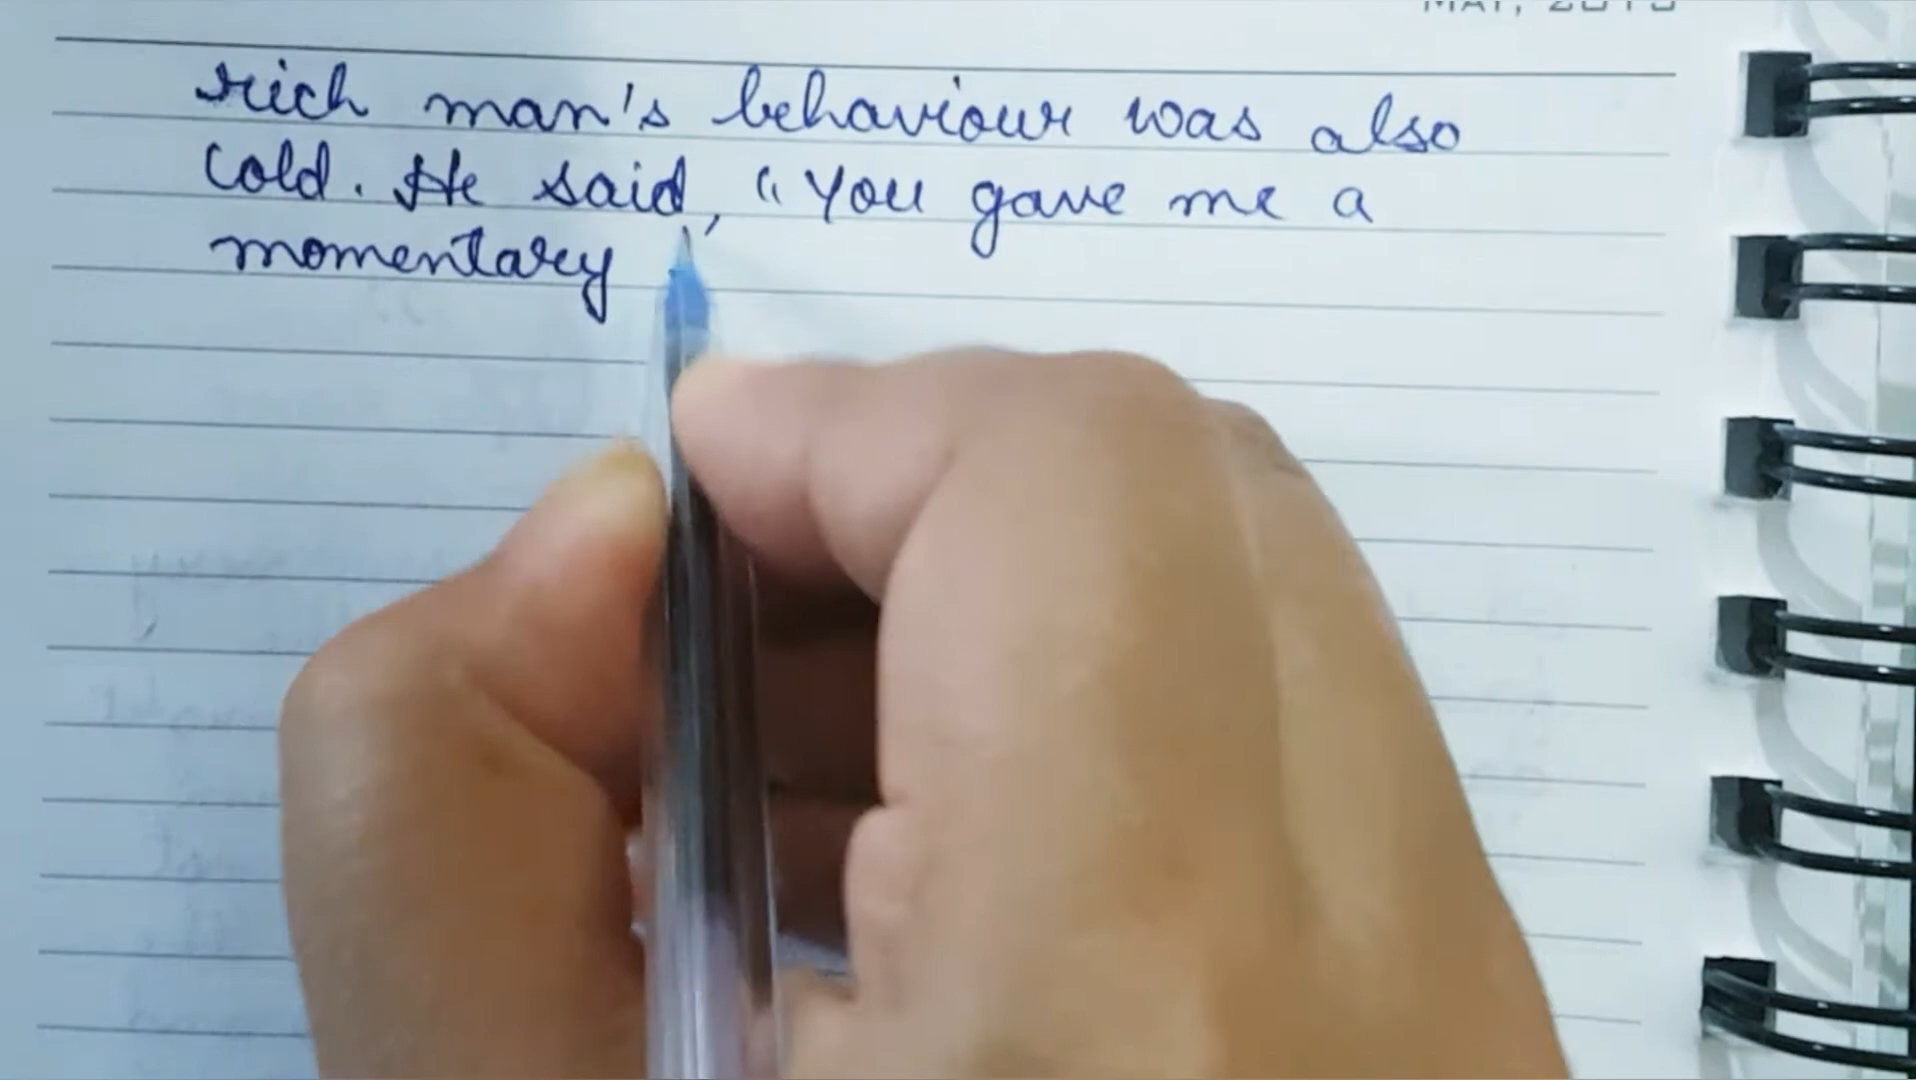 rich man's behaviour was also
cold. He said, "You gave me a
momentary